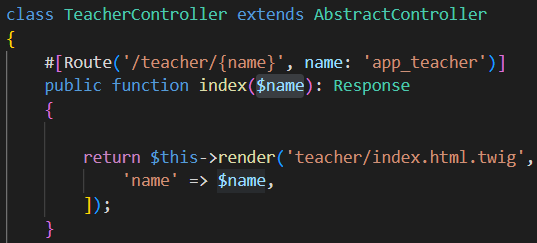 class TeacherController extends AbstractController
{
    #[Route('/teacher/{name}', name: 'app_teacher')]
    public function index($name): Response
    {
        return $this->render('teacher/index.html.twig',
            'name' => $name,
        ]);
    }